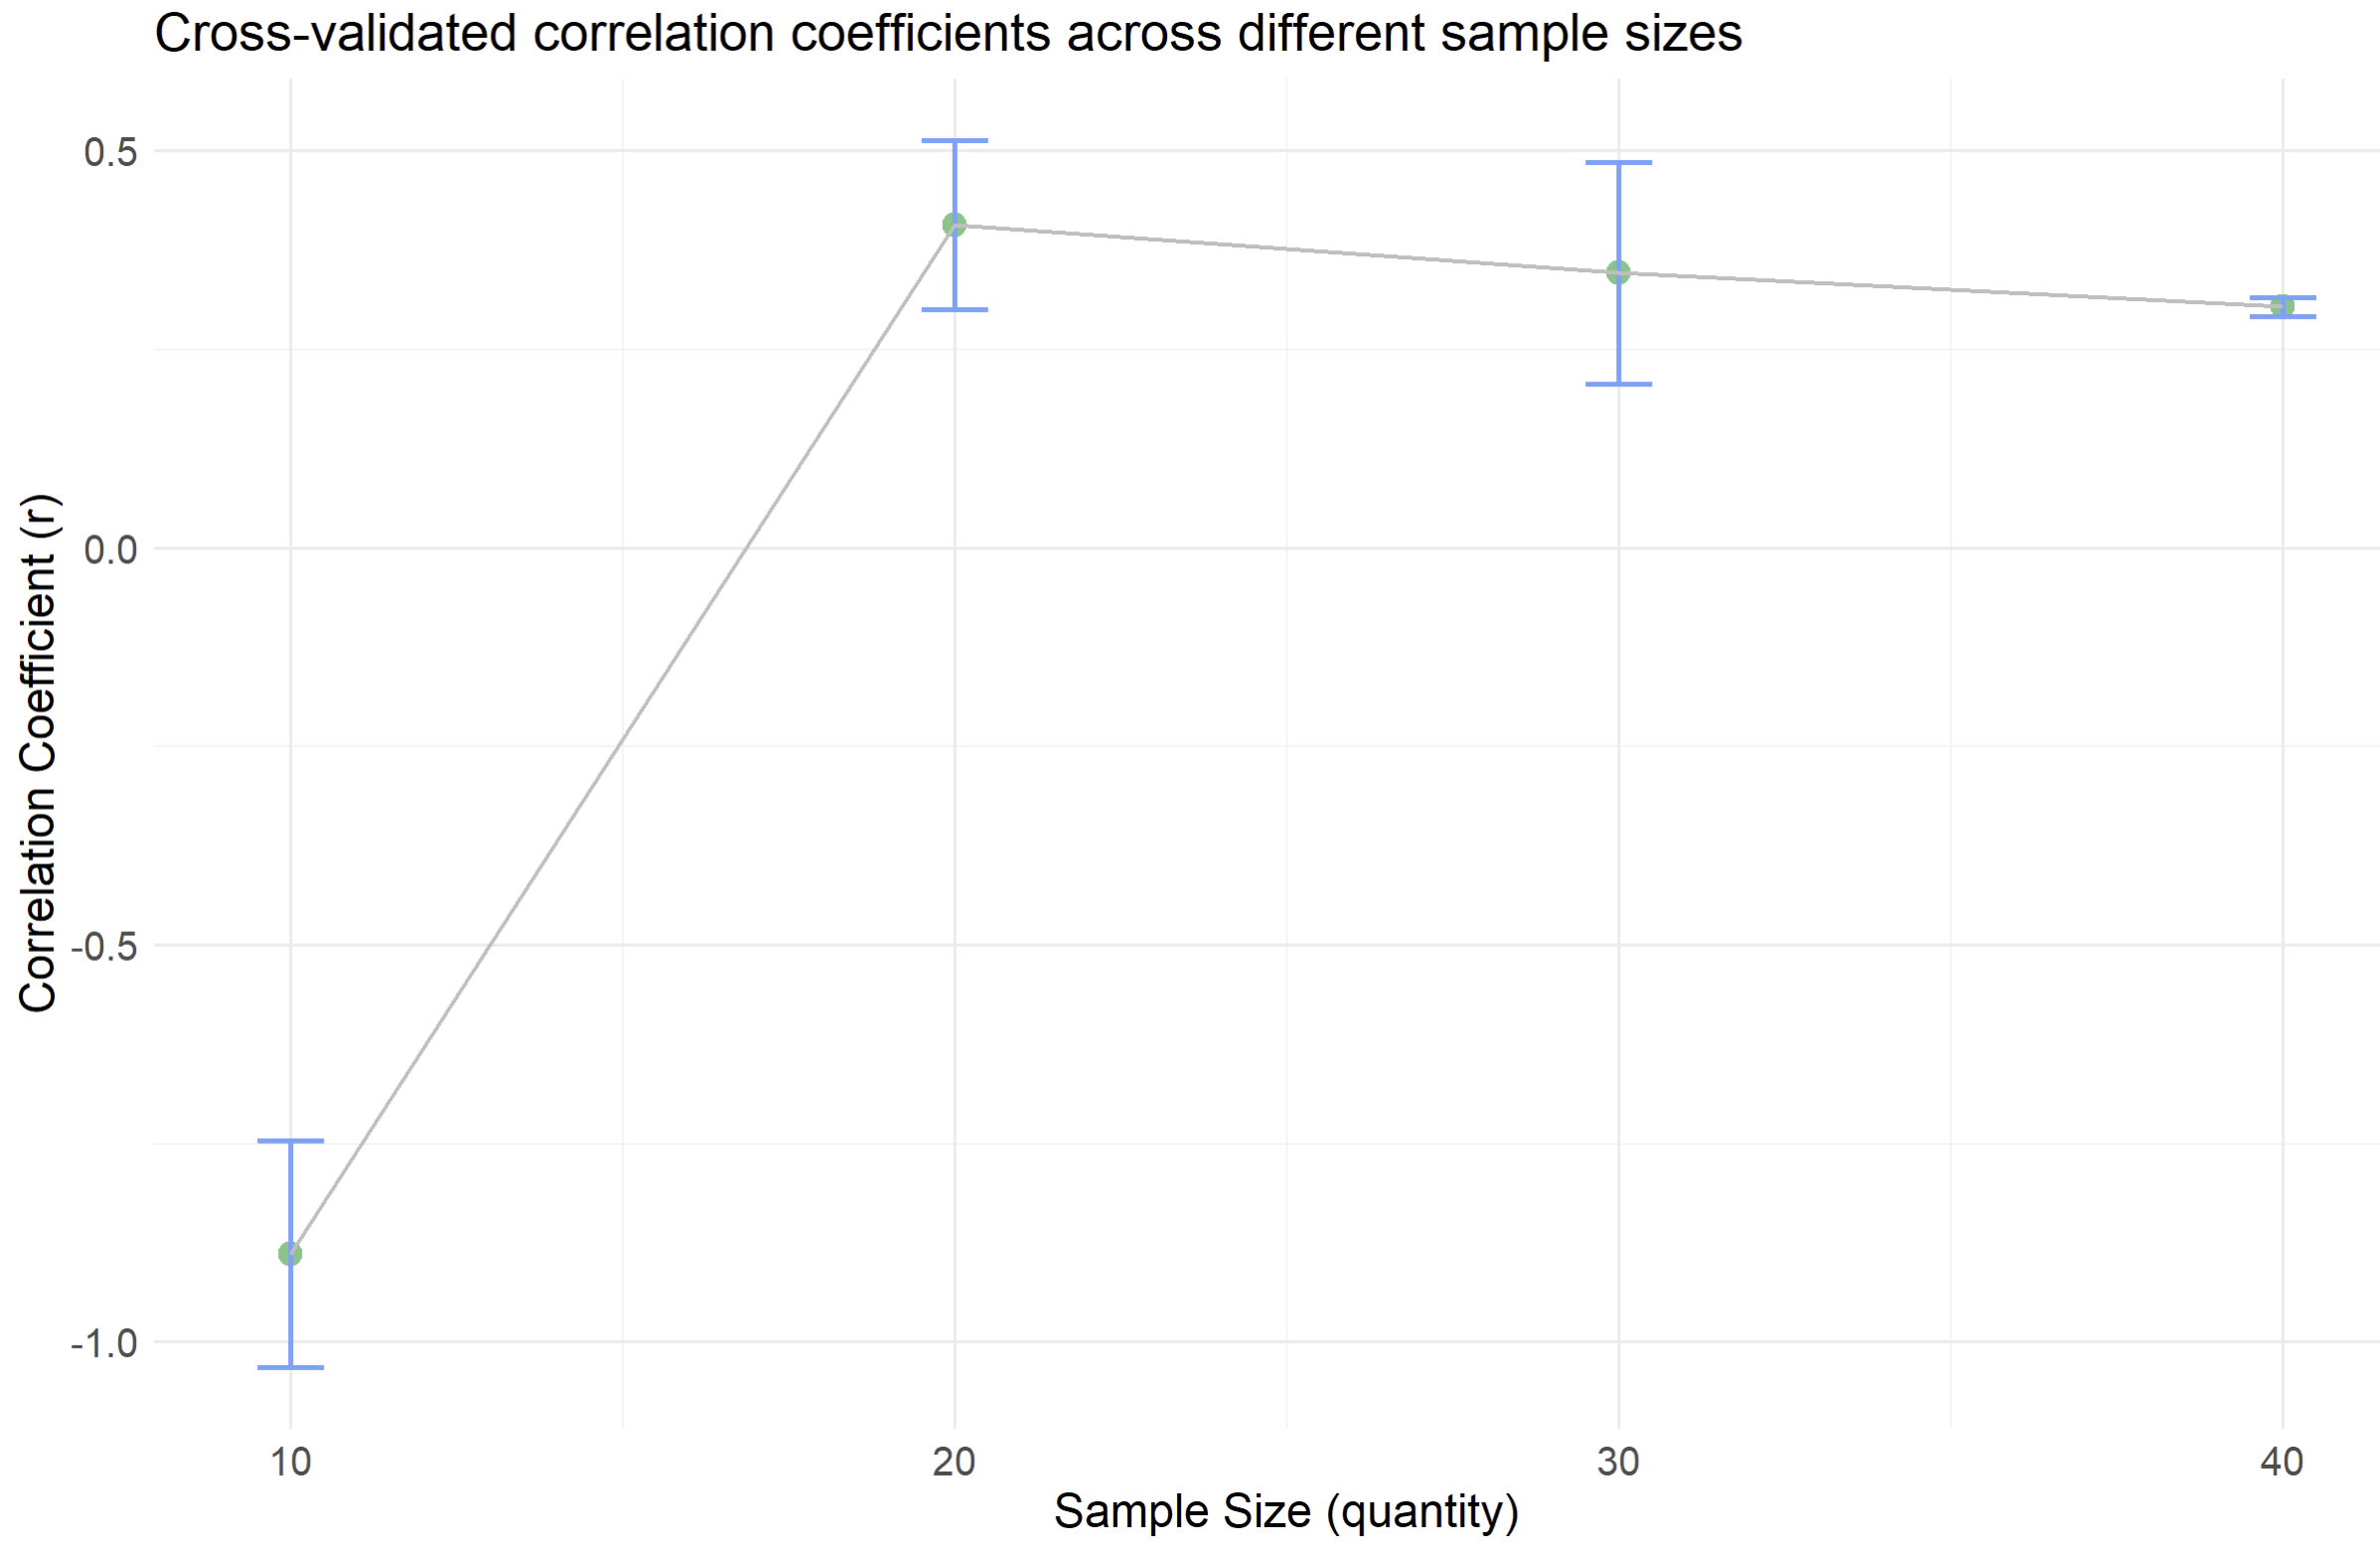 Cross-validated correlation coefficients across different sample sizes
0.5
0.0
-0.5
-1.0
Correlation Coefficient (r)
10 20 30 40
Sample Size (quantity)